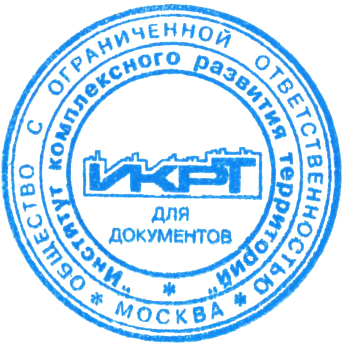 ОБЩЕСТВО С ОГРАНИЧЕННОЙ ОТВЕТСТВЕННОСТЬЮ
* МОСКВА *
"Институт комплексного развития территорий"
*
ИКРТ
ДЛЯ
ДОКУМЕНТОВ